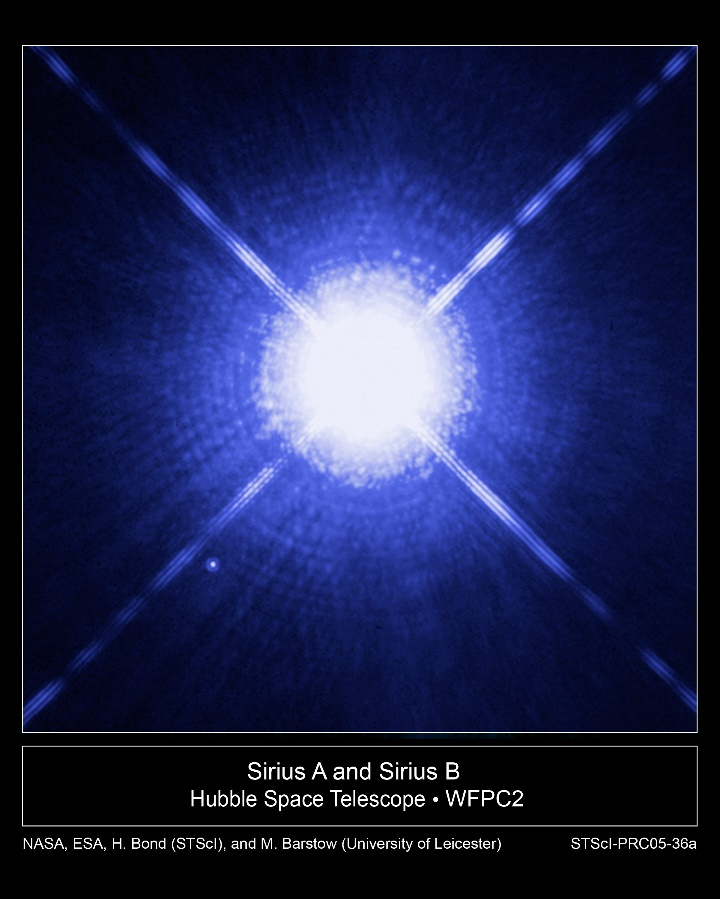 Sirius A and Sirius B
Hubble Space Telescope • WFPC2
NASA, ESA, H. Bond (STScI), and M. Barstow (University of Leicester) STScI-PRC05-36a